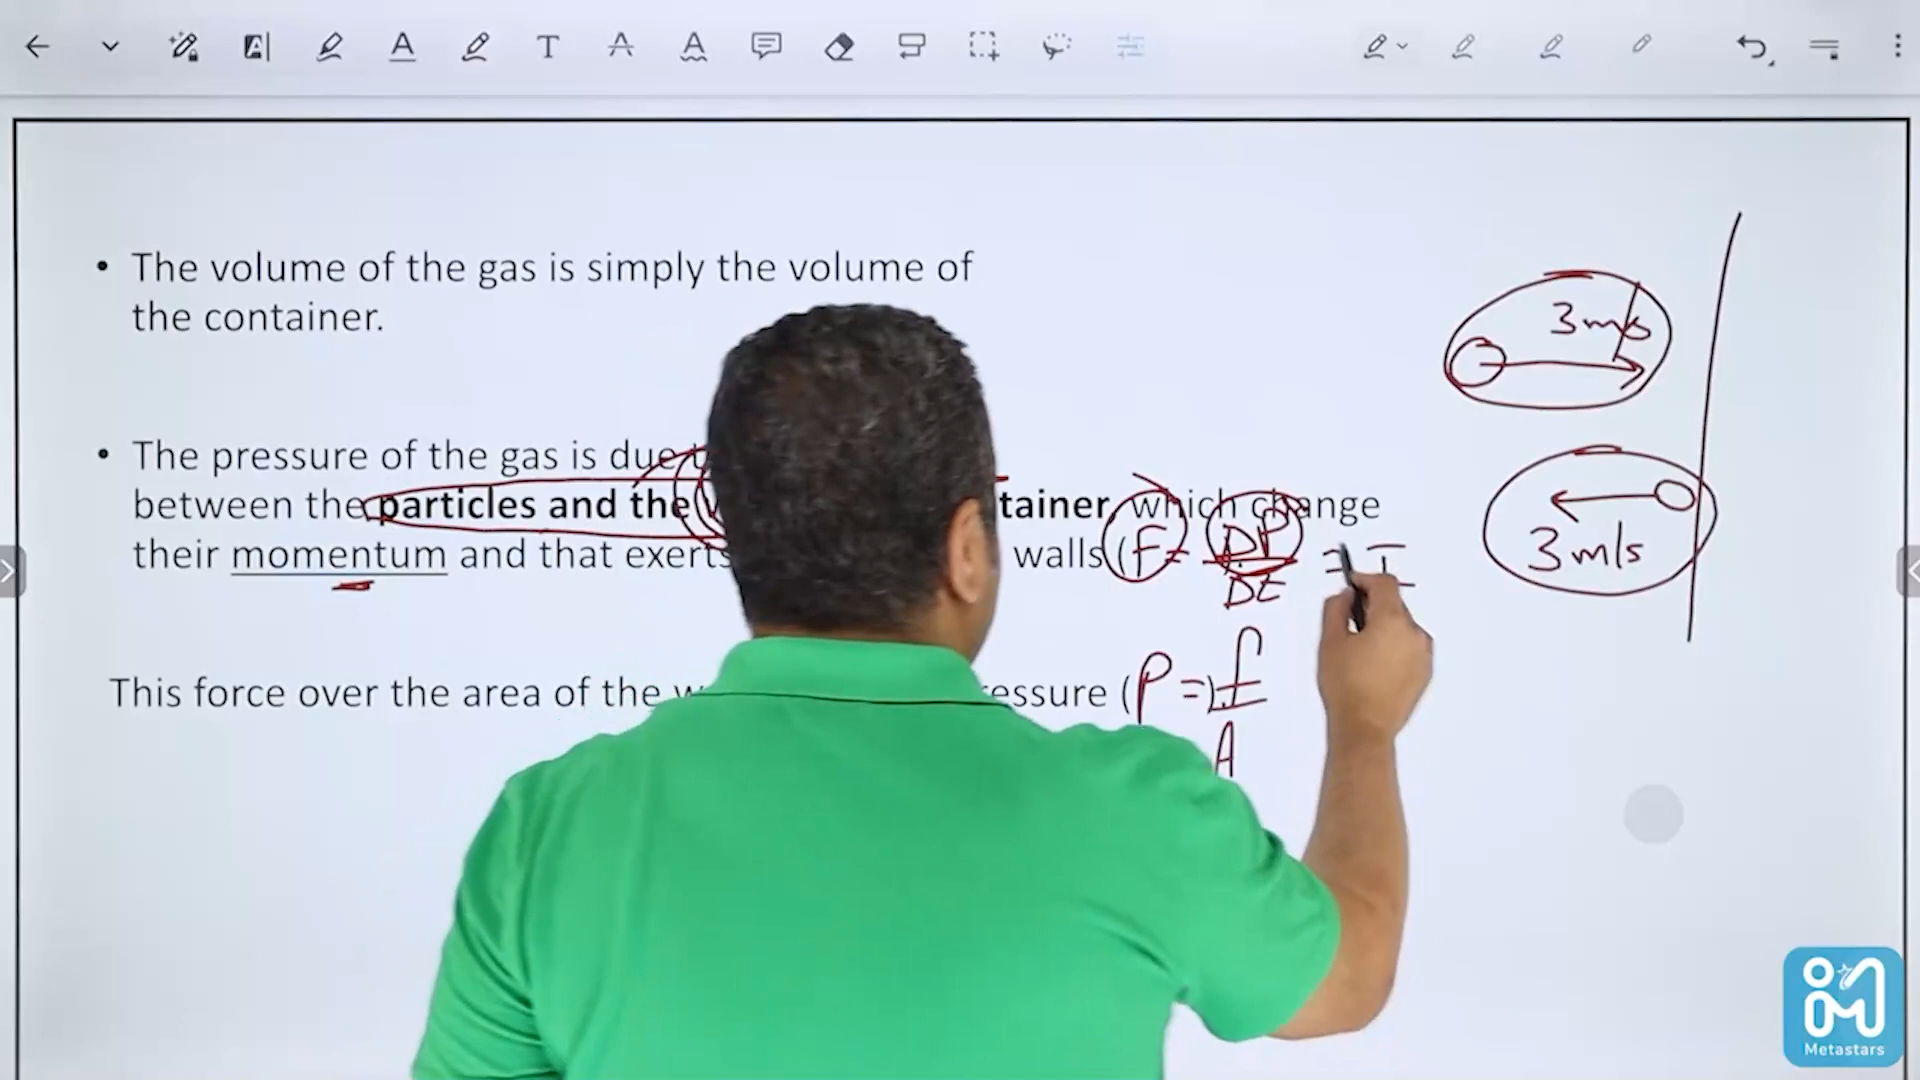 • The volume of the gas is simply the volume of
the container.
3 m/s
• The pressure of the gas is due
between the particles and the tainer, which change
their momentum and that exerts walls (F = ΔP = I
Δt
3 m/s
This force over the area of the essure (P =) F
A
Metastars